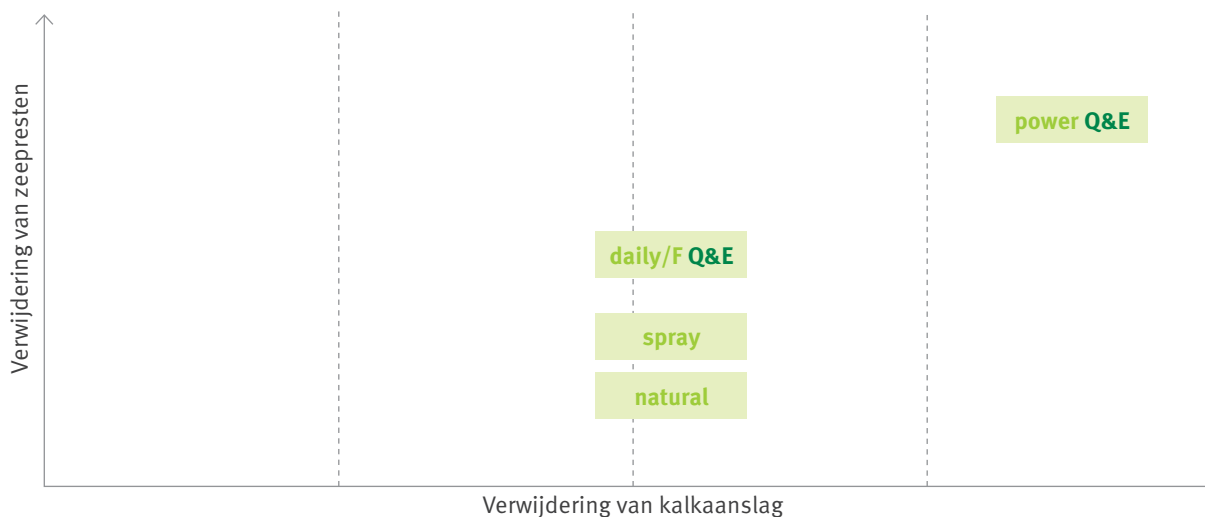 Verwijdering van zeepresten
power Q&E
daily/F Q&E
spray
natural
Verwijdering van kalkaanslag